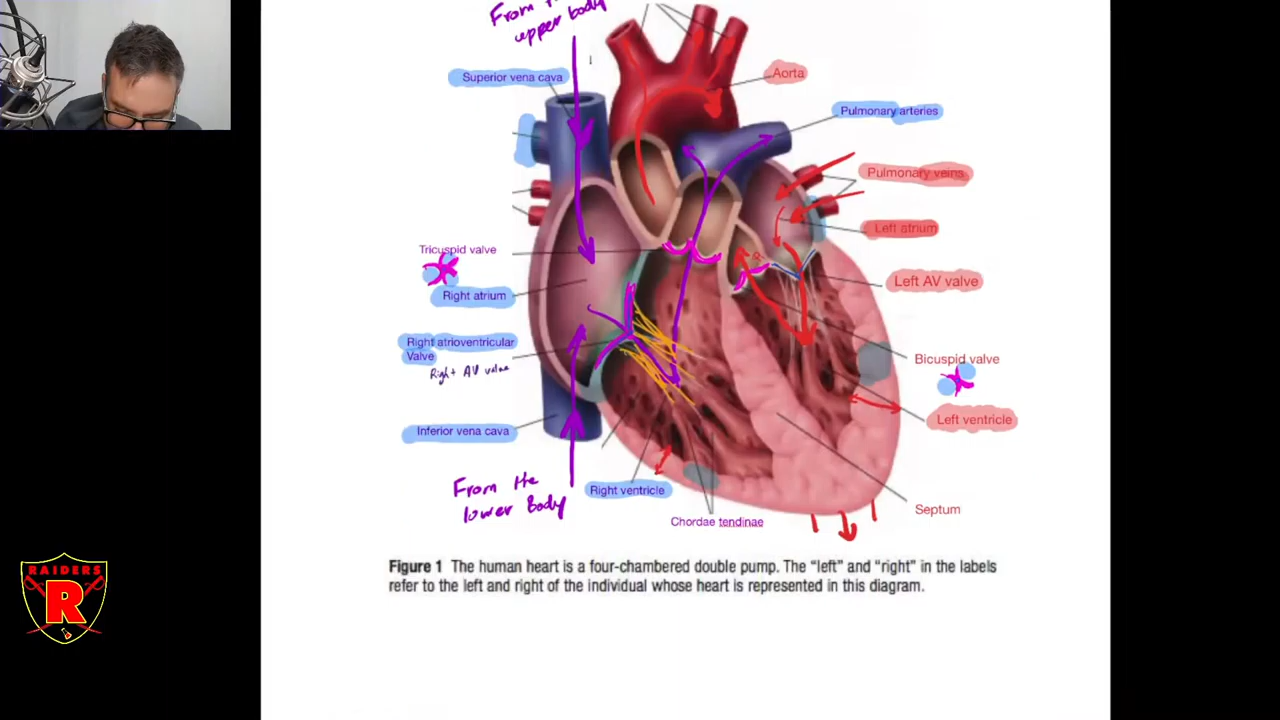 From
upper body
Superior vena cava
Aorta
Pulmonary arteries
Pulmonary veins
Left atrium
Tricuspid valve
Right atrium
Left AV valve
Right atrioventricular
Valve
Right AV valve
Bicuspid valve
Inferior vena cava
Left ventricle
From the
lower Body
Right ventricle
Septum
Chordae tendinae
Figure 1 The human heart is a four-chambered double pump. The “left” and “right” in the labels
refer to the left and right of the individual whose heart is represented in this diagram.
RAIDERS
R